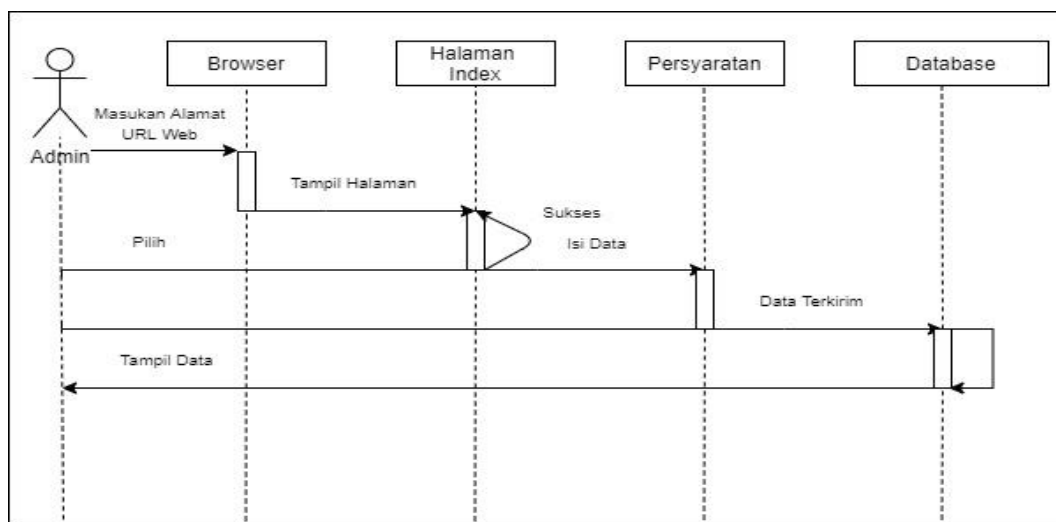 Browser
Halaman
Index
Persyaratan
Database
Admin
Masukan Alamat
URL Web
Tampil Halaman
Sukses
Pilih
Isi Data
Data Terkirim
Tampil Data